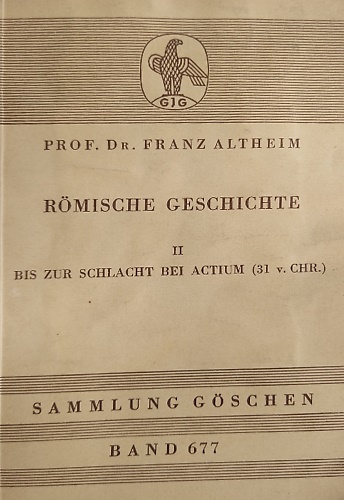 GJG
PROF. DR. FRANZ ALTHEIM
RÖMISCHE GESCHICHTE
II
BIS ZUR SCHLACHT BEI ACTIUM (31 v. CHR.)
SAMMLUNG GÖSCHEN
BAND 677